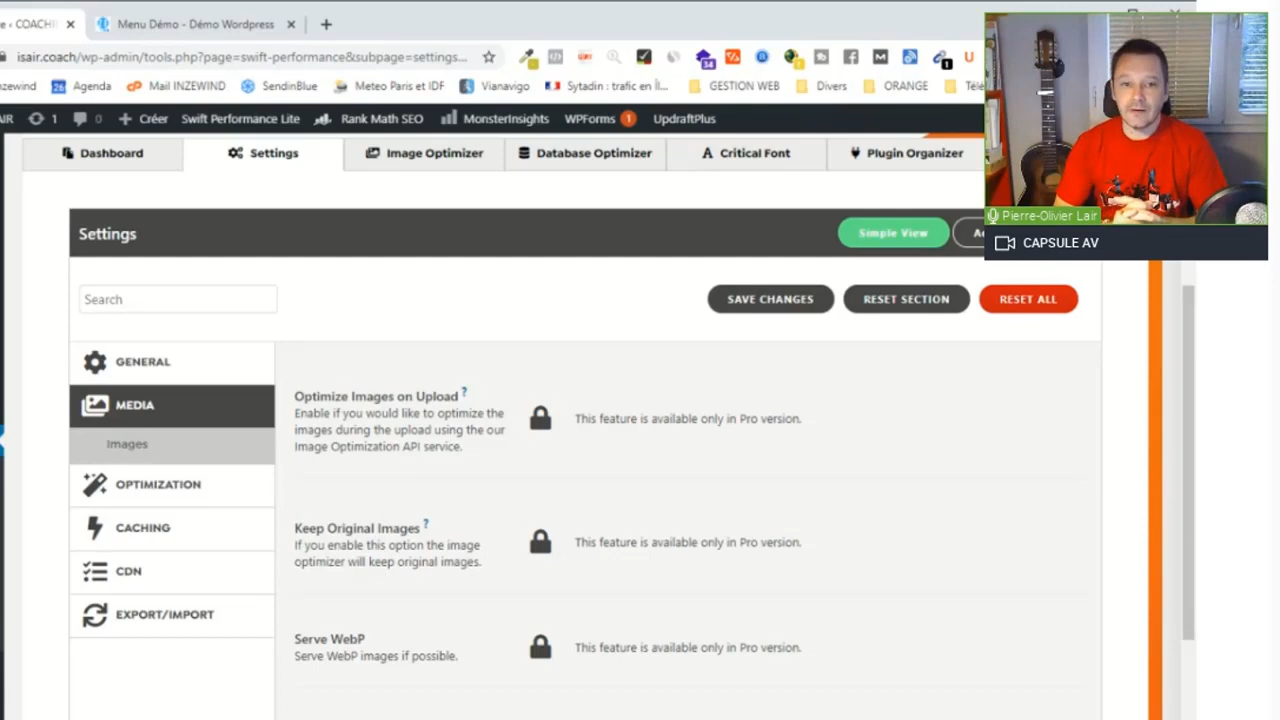 e ‹ COACHI
Menu Démo - Démo Wordpress
isair.coach/wp-admin/tools.php?page=swift-performance&subpage=settings...
nzewind
Agenda
Mail INZEWIND
SendinBlue
Meteo Paris et IDF
Vianavigo
Sytadin : trafic en Î...
GESTION WEB
Divers
ORANGE
AIR
1
0
Créer
Swift Performance Lite
Rank Math SEO
MonsterInsights
WPForms 1
UpdraftPlus
Dashboard
Settings
Image Optimizer
Database Optimizer
Critical Font
Plugin Organizer
Pierre-Olivier Lair
CAPSULE AV
Settings
Simple View
Search
SAVE CHANGES
RESET SECTION
RESET ALL
GENERAL
MEDIA
Images
OPTIMIZATION
CACHING
CDN
EXPORT/IMPORT
Optimize Images on Upload ?
Enable if you would like to optimize the
images during the upload using the our
Image Optimization API service.
This feature is available only in Pro version.
Keep Original Images ?
If you enable this option the image
optimizer will keep original images.
This feature is available only in Pro version.
Serve WebP
Serve WebP images if possible.
This feature is available only in Pro version.